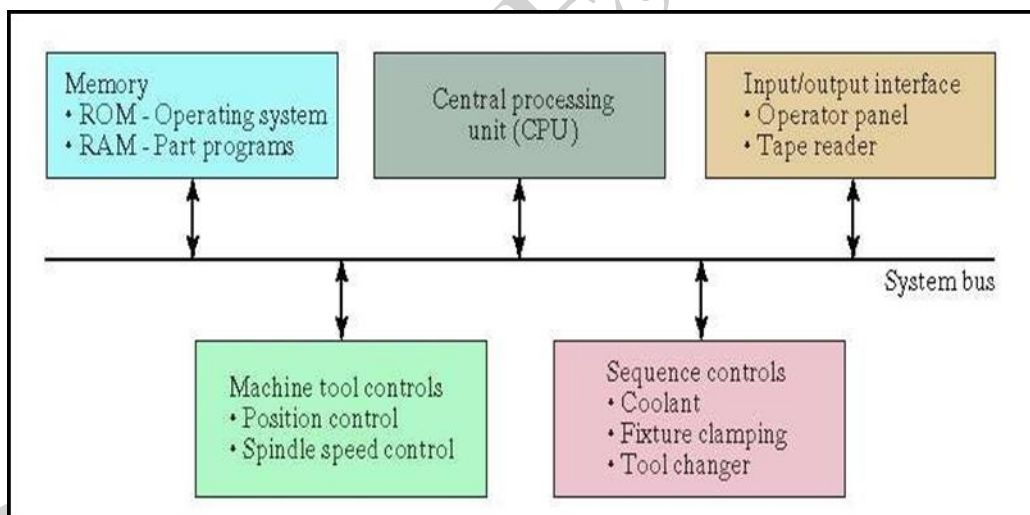 Memory
• ROM - Operating system
• RAM - Part programs
Central processing
unit (CPU)
Input/output interface
• Operator panel
• Tape reader
System bus
Machine tool controls
• Position control
• Spindle speed control
Sequence controls
• Coolant
• Fixture clamping
• Tool changer